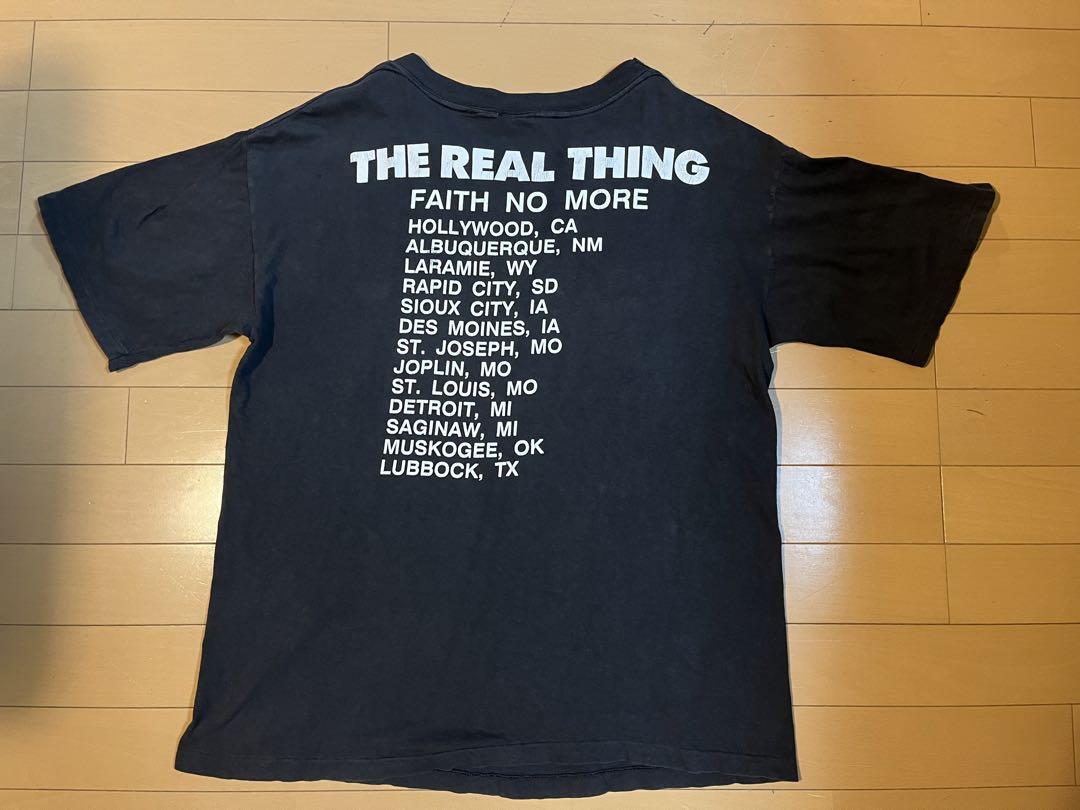 THE REAL THING
FAITH NO MORE
HOLLYWOOD, CA
ALBUQUERQUE, NM
LARAMIE, WY
RAPID CITY, SD
SIOUX CITY, IA
DES MOINES, IA
ST. JOSEPH, MO
JOPLIN, MO
ST. LOUIS, MO
DETROIT, MI
SAGINAW, MI
MUSKOGEE, OK
LUBBOCK, TX